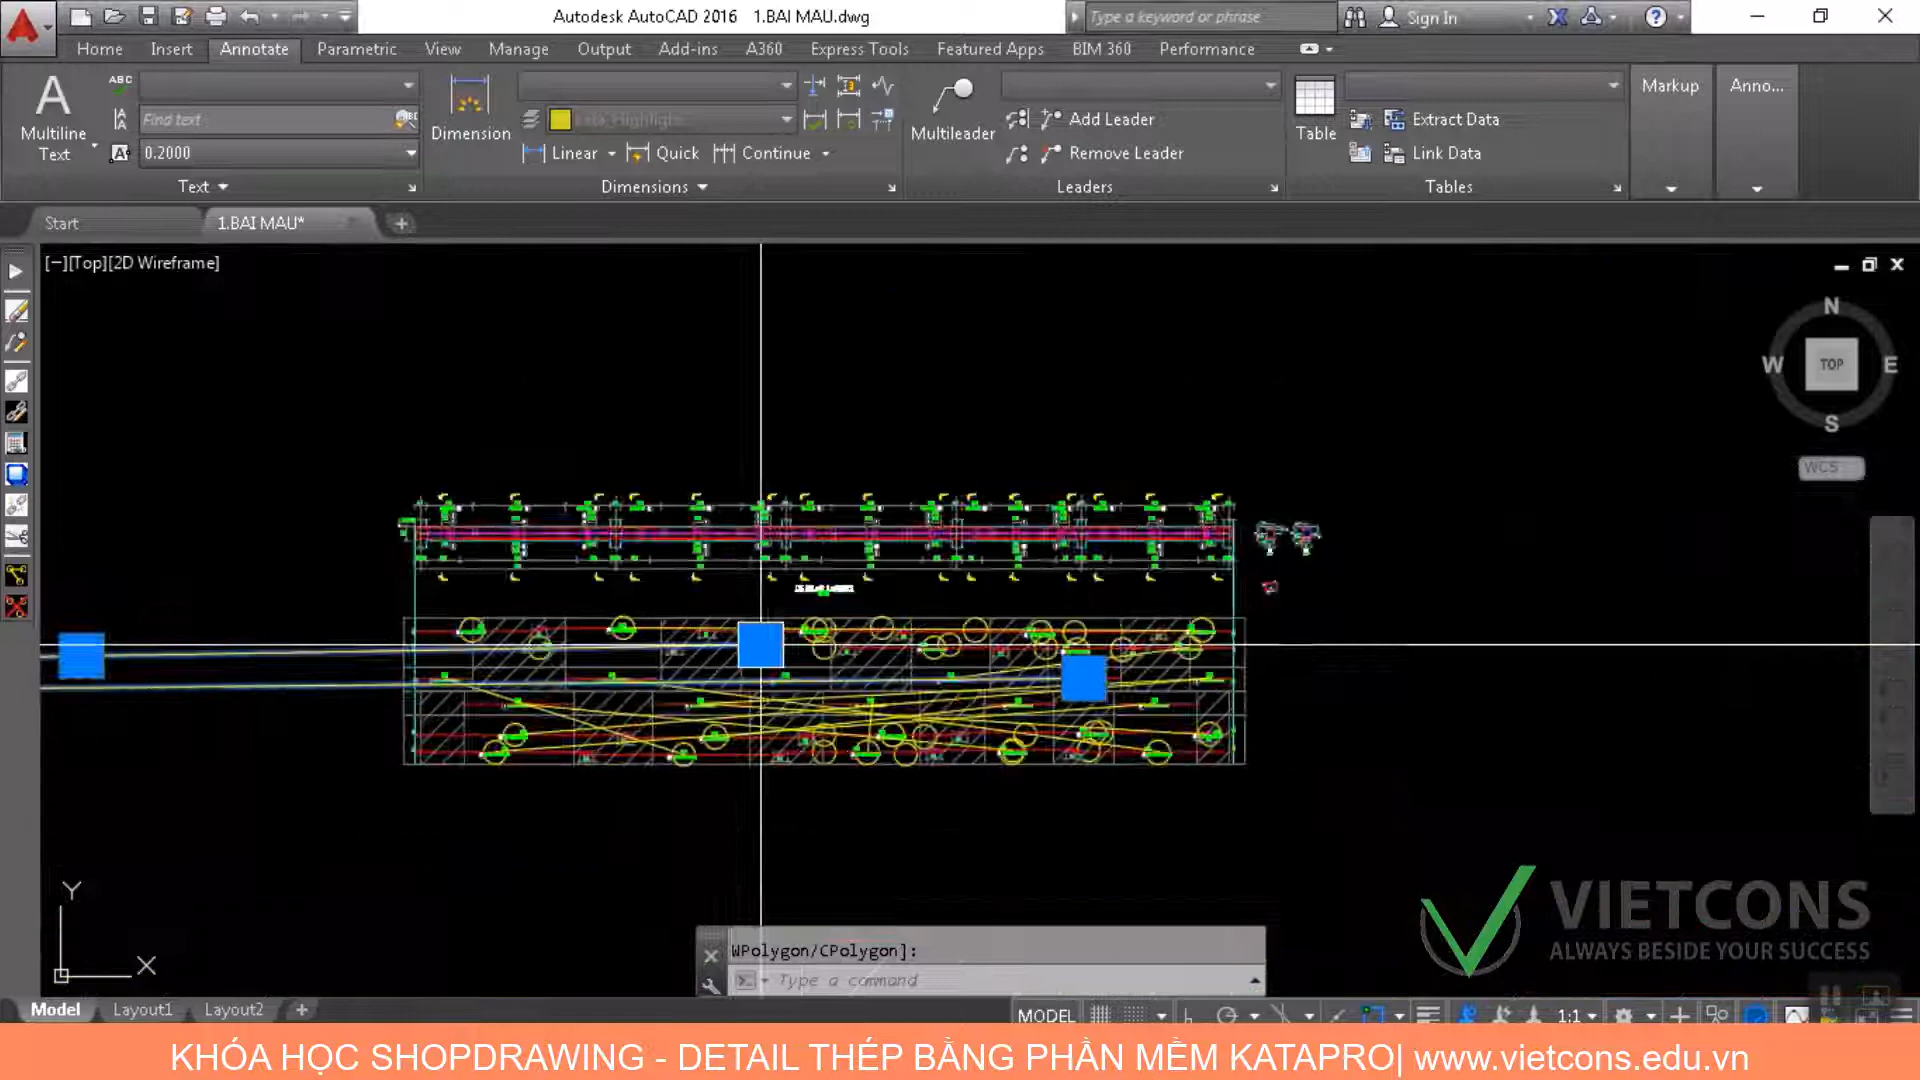 Autodesk AutoCAD 2016 1.BAI MAU.dwg
Type a keyword or phrase
Sign In
Home Insert Annotate Parametric View Manage Output Add-ins A360 Express Tools Featured Apps BIM 360 Performance
Multiline Text
ABC
Find text
0.2000
Text
Dimension
Linear Quick Continue
Dimensions
Multileader
Add Leader
Remove Leader
Leaders
Table
Extract Data
Link Data
Tables
Markup
Anno...
Start
1.BAI MAU*
[−][Top][2D Wireframe]
N
W TOP E
S
WCS
Y
X
VIETCONS
ALWAYS BESIDE YOUR SUCCESS
WPolygon/CPolygon]:
Type a command
Model Layout1 Layout2
MODEL
1:1
KHÓA HỌC SHOPDRAWING - DETAIL THÉP BẰNG PHẦN MỀM KATAPRO| www.vietcons.edu.vn